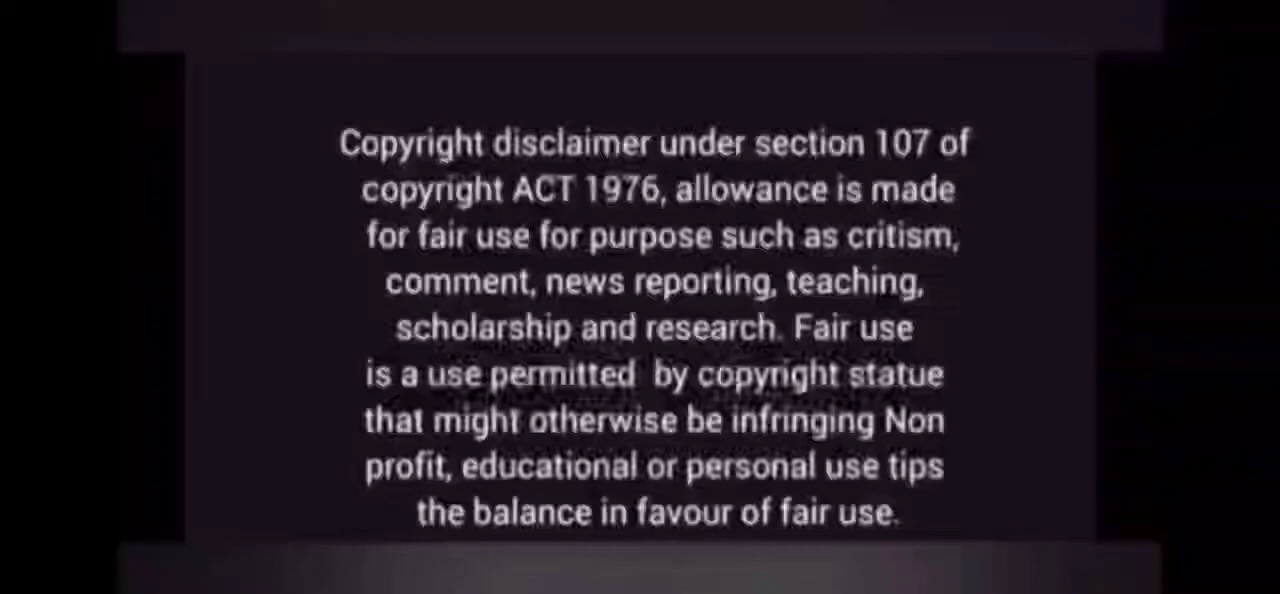 Copyright disclaimer under section 107 of
copyright ACT 1976, allowance is made
for fair use for purpose such as critism,
comment, news reporting, teaching,
scholarship and research. Fair use
is a use permitted by copyright statue
that might otherwise be infringing Non
profit, educational or personal use tips
the balance in favour of fair use.